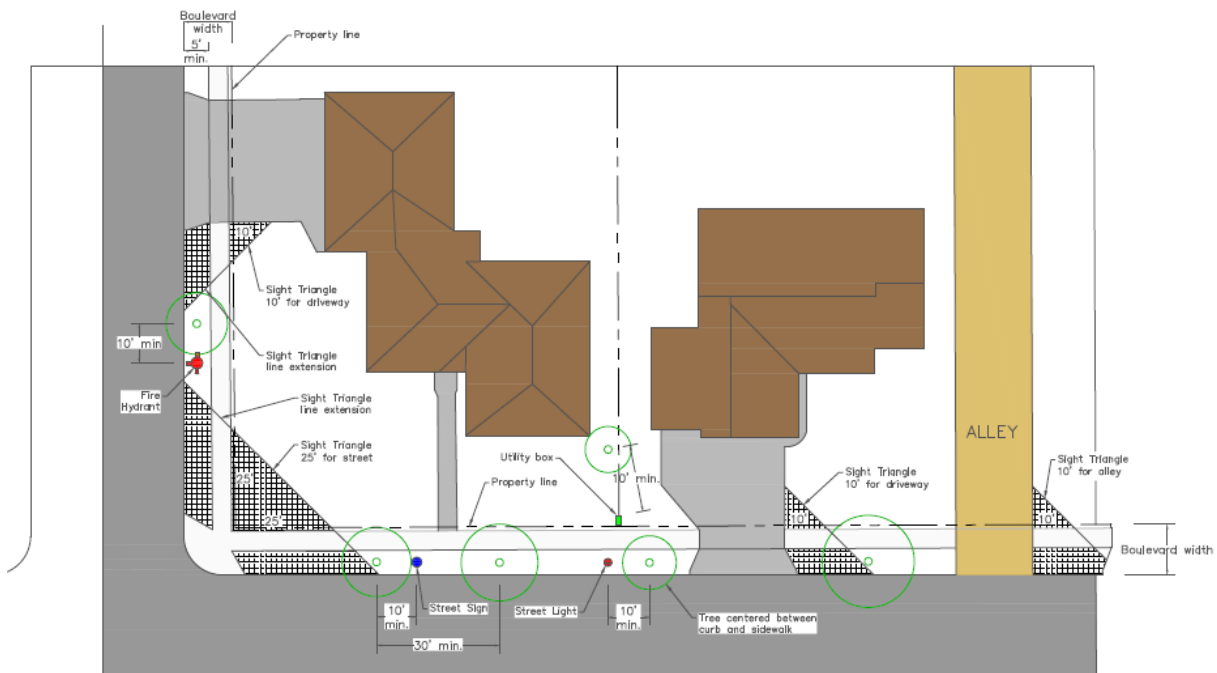 Boulevard
width
5'
min.
Property line
10'
Sight Triangle
10' for driveway
10' min
Sight Triangle
line extension
Fire
Hydrant
Sight Triangle
line extension
Sight Triangle
25' for street
25'
25'
Utility box
10' min.
Property line
ALLEY
Sight Triangle
10' for driveway
10'
Sight Triangle
10' for alley
10'
Boulevard width
10'
min.
Street Sign
30' min.
Street Light
10'
min.
Tree centered between
curb and sidewalk